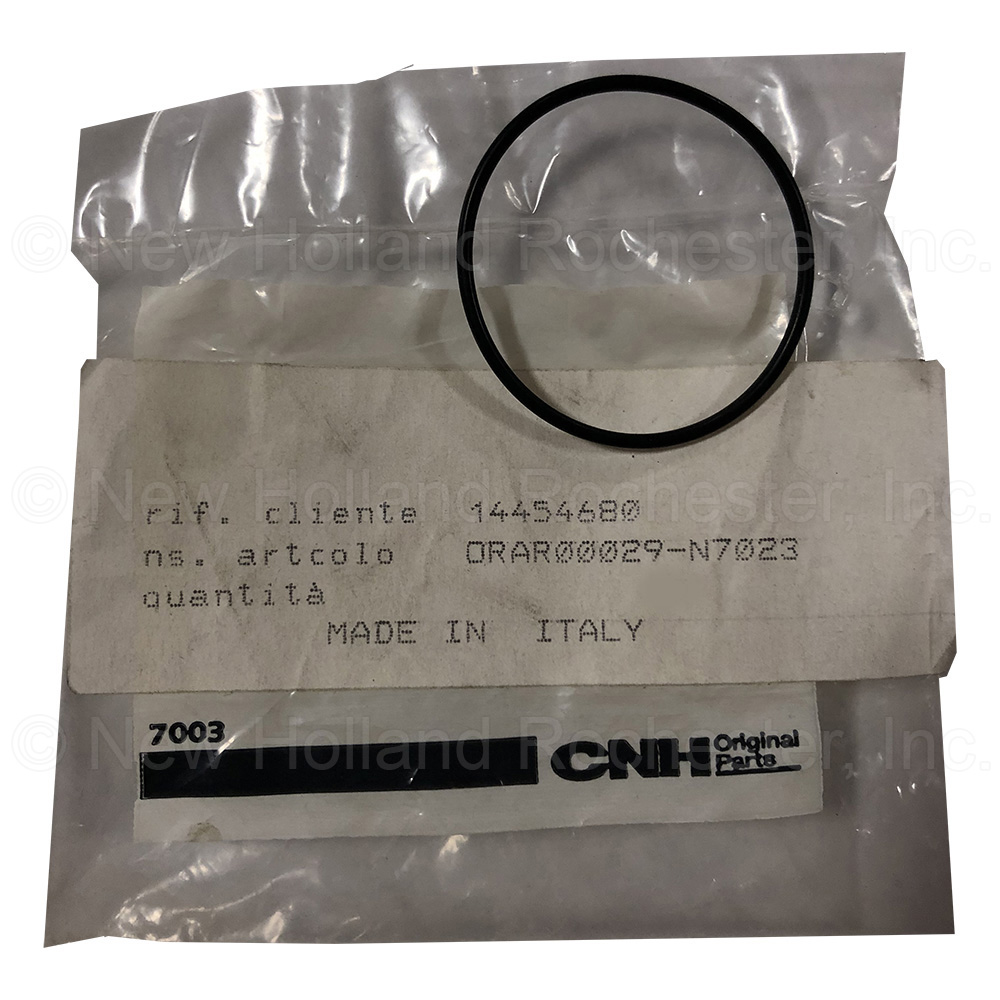 © New Holland Rochester, Inc.
© New Holland Rochester, Inc.
rif. cliente 14454680
ns. artcolo ORAR00029-N7023
quantità
MADE IN ITALY
© New Holland Rochester, Inc.
7003
CNH Original
Parts